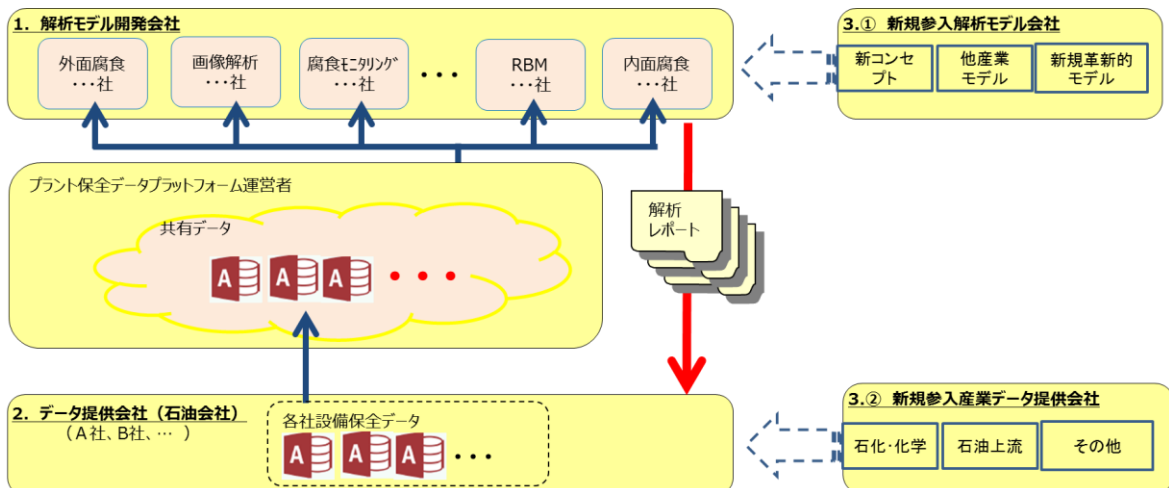 1. 解析モデル開発会社
外面腐食
･･･社
画像解析
･･･社
腐食ﾓﾆﾀﾘﾝｸﾞ
･･･社
･･･
RBM
･･･社
内面腐食
･･･社
3.① 新規参入解析モデル会社
新コンセ
プト
他産業
モデル
新規革新的
モデル
プラント保全データプラットフォーム運営者
共有データ
A
A
A
解析
レポート
2. データ提供会社（石油会社）
（A社、B社、… ）
各社設備保全データ
A
A
A
･･･
3.② 新規参入産業データ提供会社
石化･化学
石油上流
その他